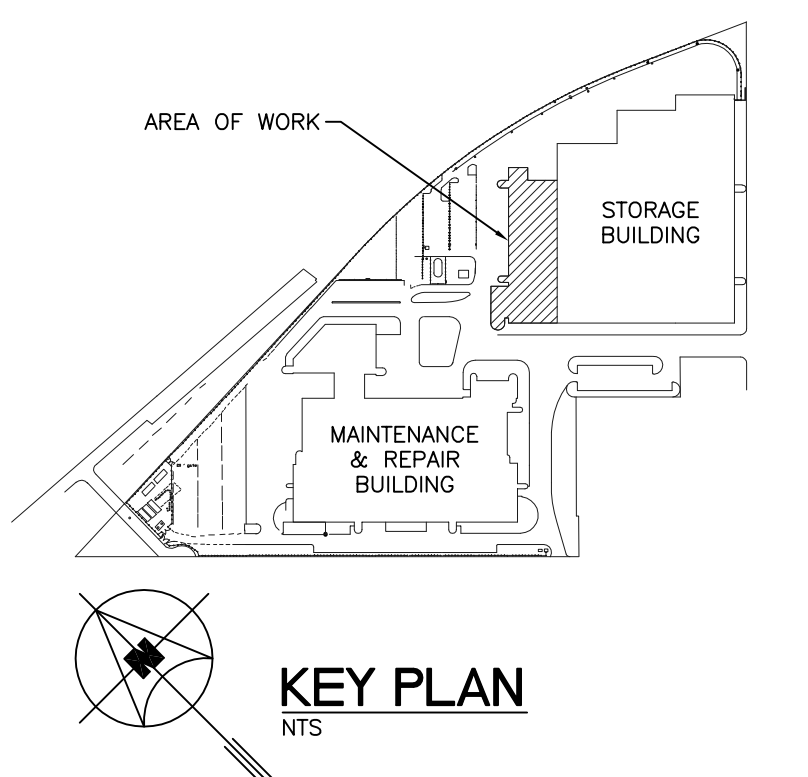 AREA OF WORK
STORAGE
BUILDING
MAINTENANCE
& REPAIR
BUILDING
N
KEY PLAN
NTS